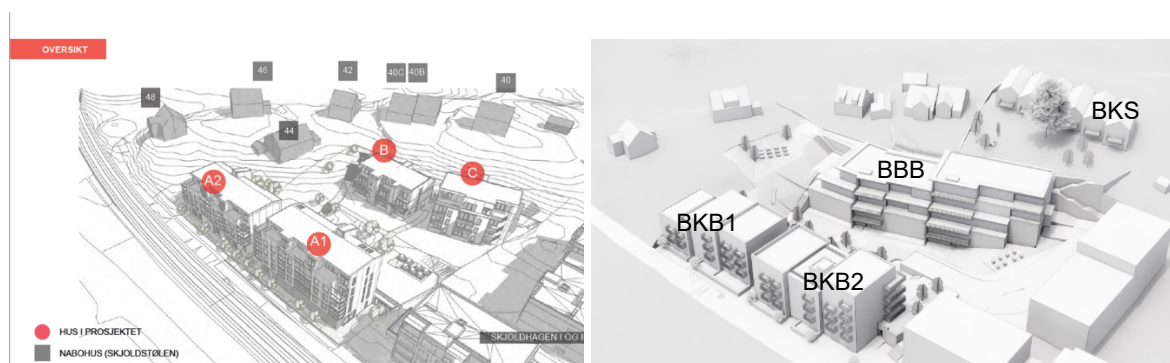 OVERSIKT
46
42
40C
40B
40
48
44
B
C
A2
A1
HUS I PROSJEKTET
SKJOLDHAGEN I OG I
NABOHUS (SKJOLDSTØLEN)
BKS
BBB
BKB1
BKB2